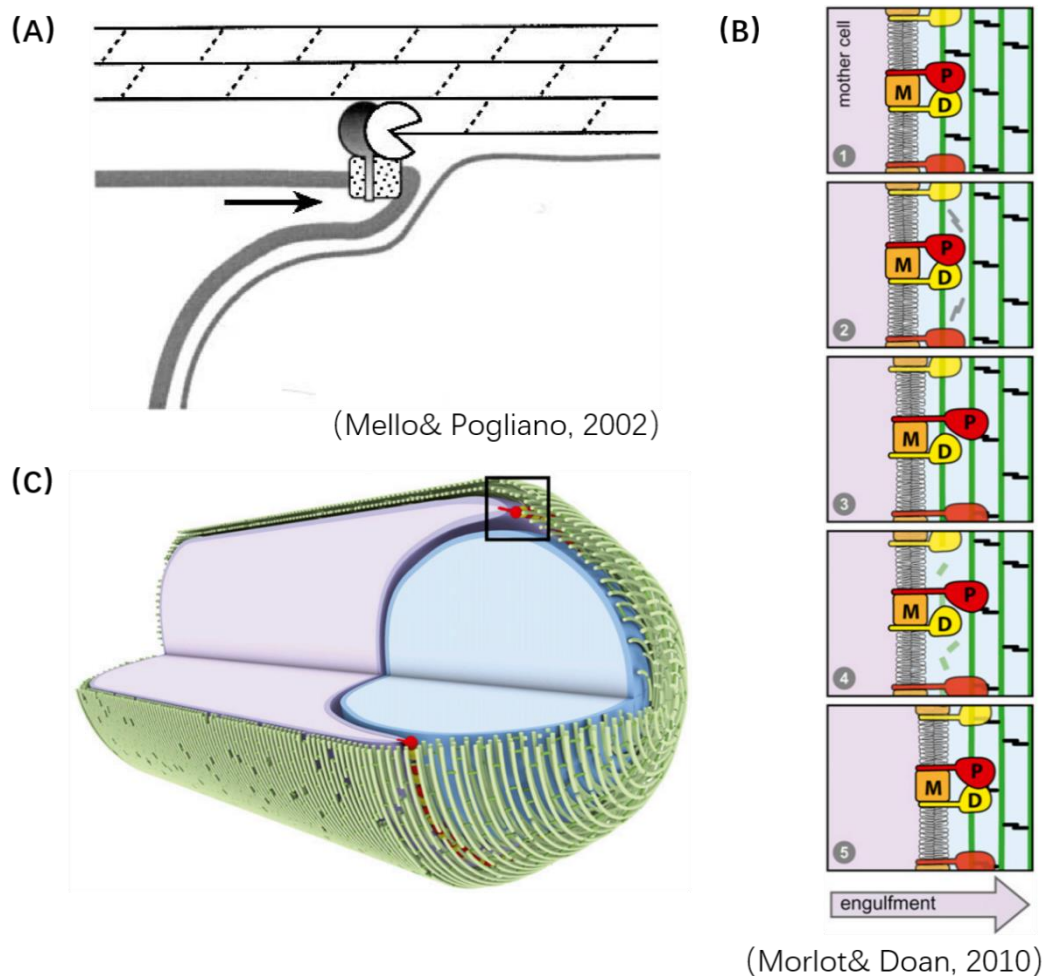 (A)
(Mello& Pogliano, 2002)
(B)
mother cell
M
P
D
1
M
P
D
2
M
P
D
3
M
P
D
4
M
P
D
5
engulfment
(Morlot& Doan, 2010)
(C)